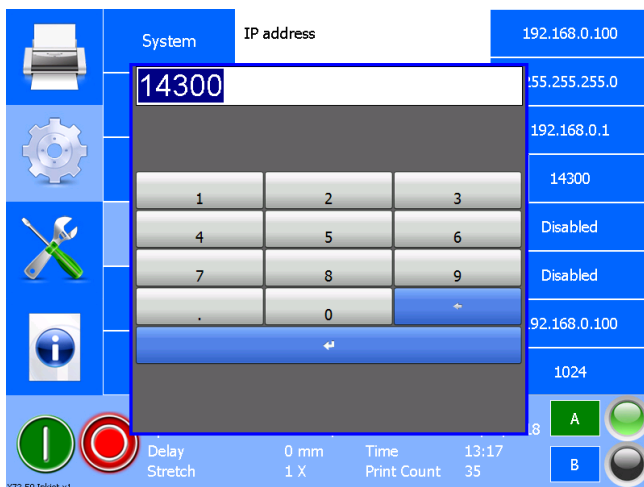 System
IP address
192.168.0.100
14300
255.255.255.0
192.168.0.1
14300
1
2
3
4
5
6
Disabled
7
8
9
Disabled
.
0
192.168.0.100
1024
A
Delay
0 mm
Time
13:17
Stretch
1 X
Print Count
35
B